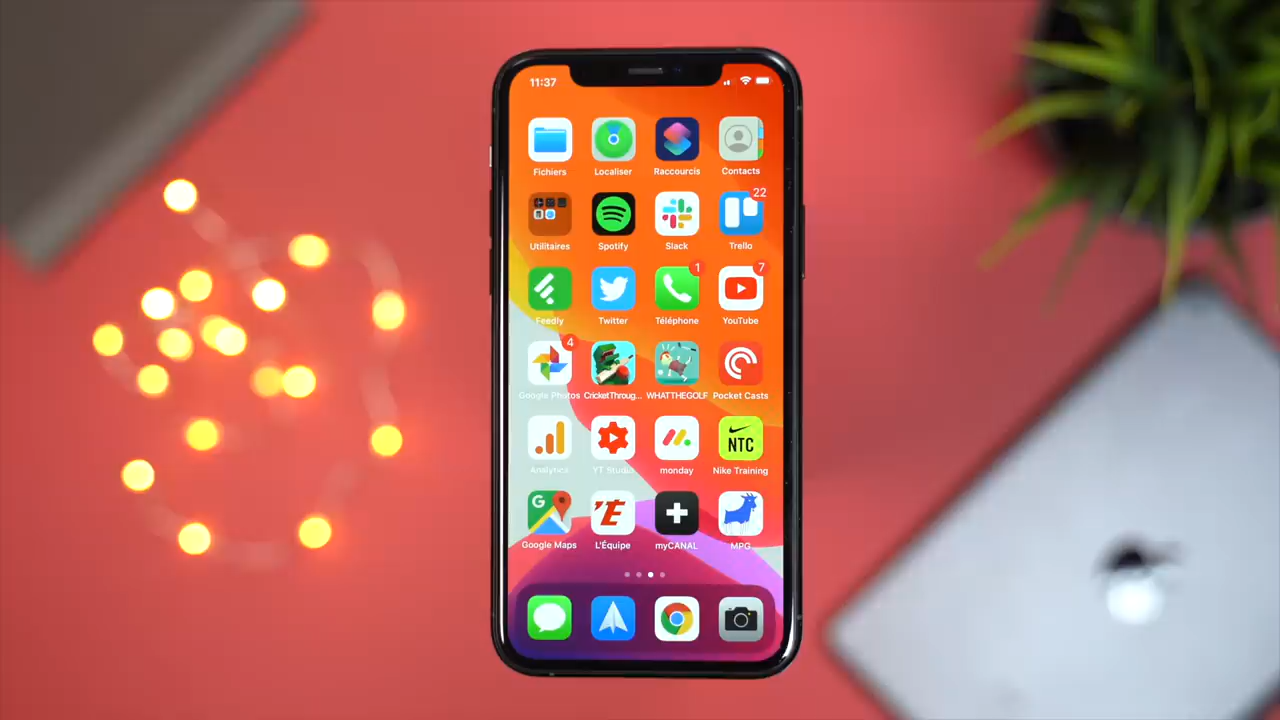 11:37
Fichiers Localiser Raccourcis Contacts
22
Utilitaires Spotify Slack Trello
1 7
Feedly Twitter Téléphone YouTube
4
Google Photos CricketThroug... WHATTHEGOLF Pocket Casts
NTC
Analytics YT Studio monday Nike Training
G 'E
Google Maps L'Équipe myCANAL MPG